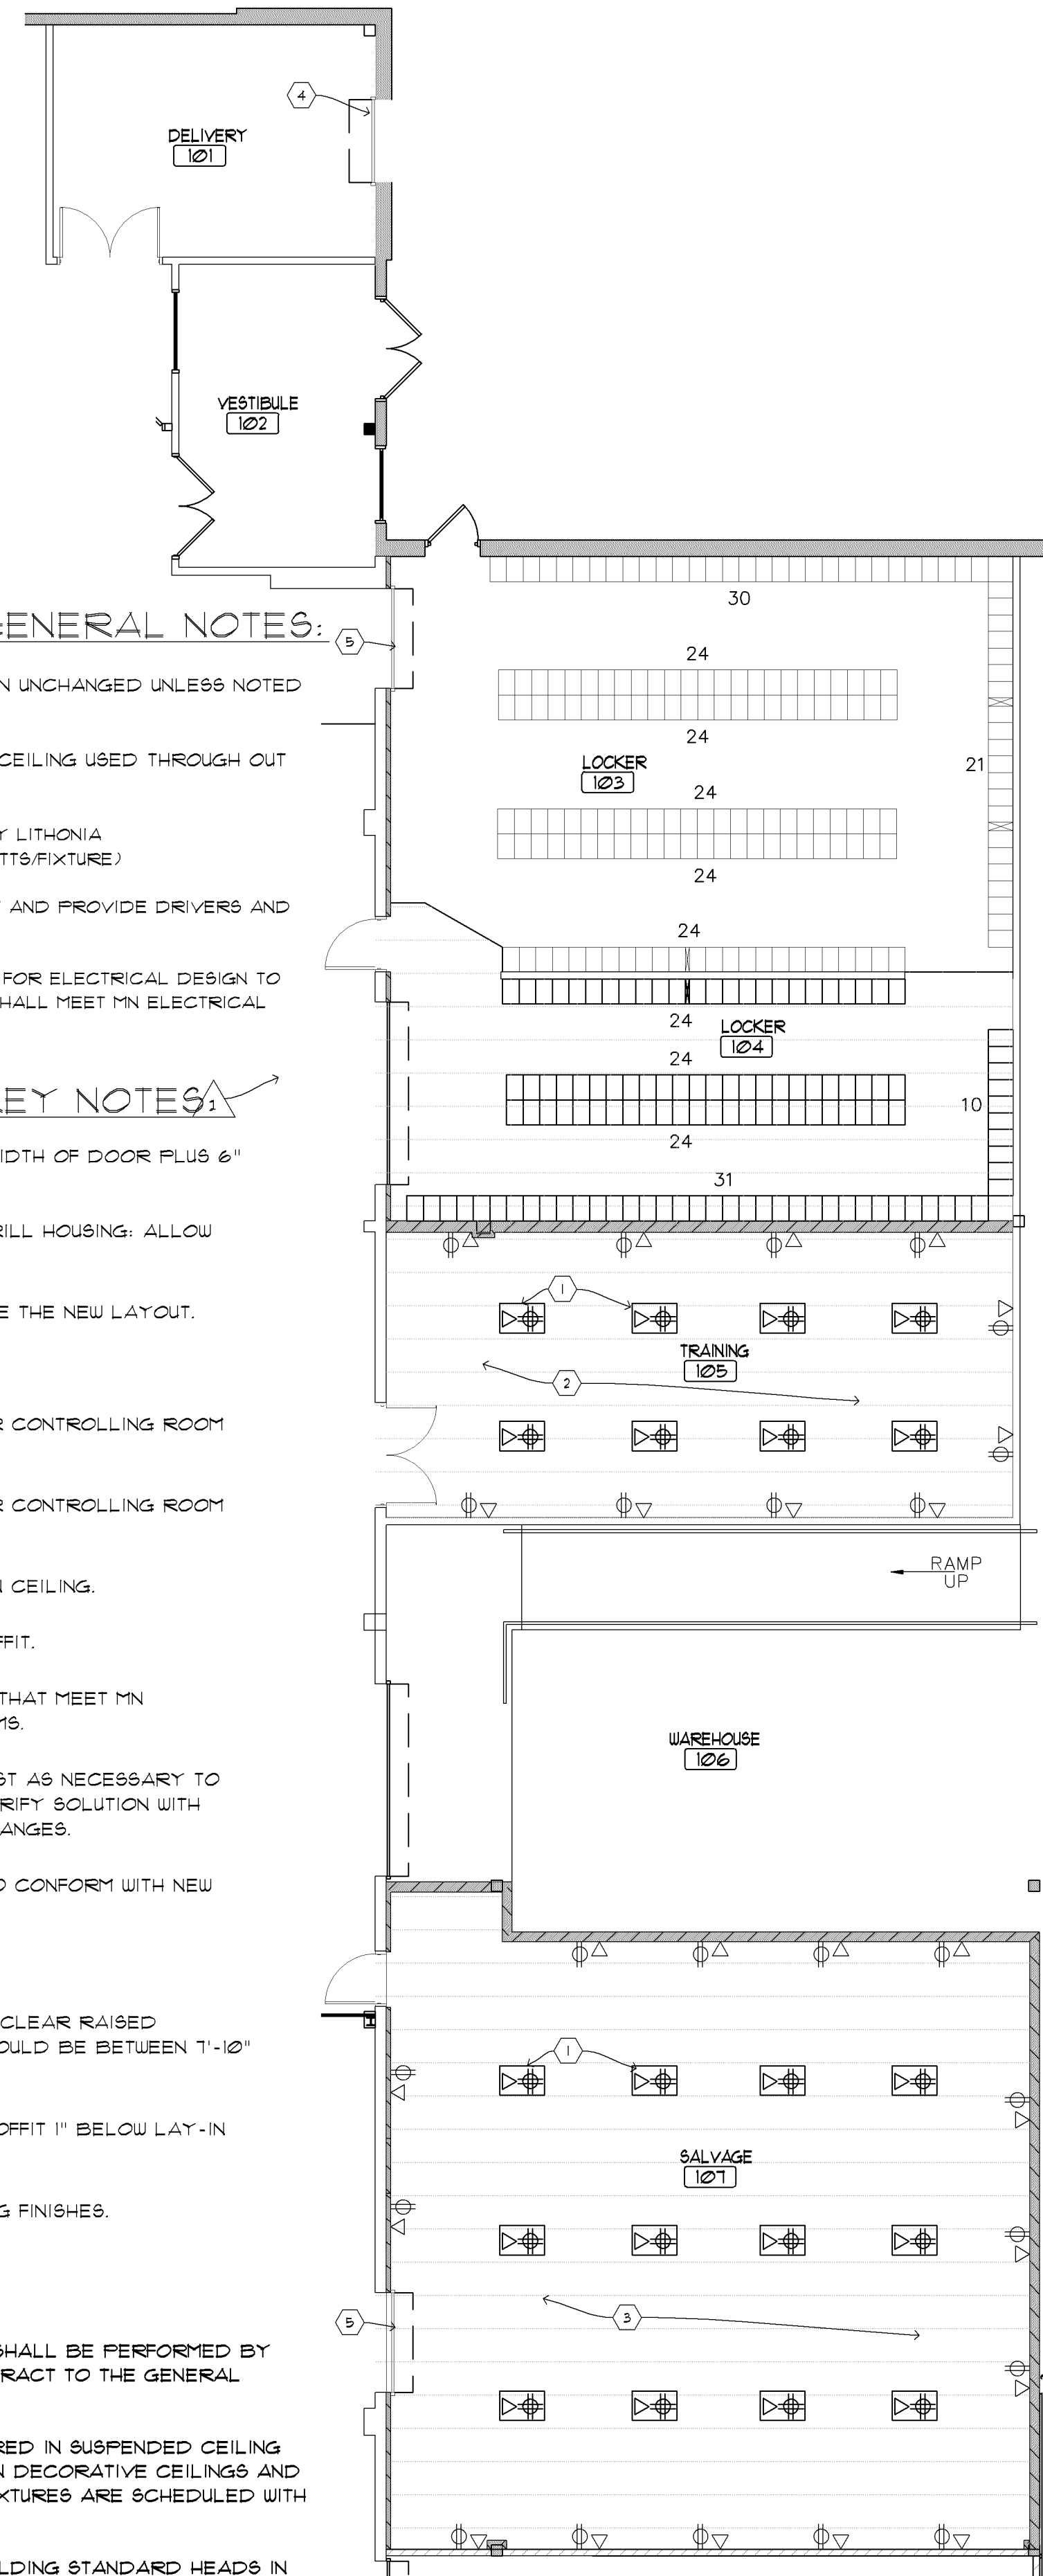 4
DELIVERY
101
VESTIBULE
102
GENERAL NOTES:
5
N UNCHANGED UNLESS NOTED
CEILING USED THROUGH OUT
Y LITHONIA
TTS/FIXTURE)
AND PROVIDE DRIVERS AND
FOR ELECTRICAL DESIGN TO
SHALL MEET MN ELECTRICAL
KEY NOTES:
1
IDTH OF DOOR PLUS 6"
RILL HOUSING: ALLOW
E THE NEW LAYOUT.
R CONTROLLING ROOM
R CONTROLLING ROOM
N CEILING.
FFIT.
THAT MEET MN
MS.
ST AS NECESSARY TO
RIFY SOLUTION WITH
ANGES.
O CONFORM WITH NEW
CLEAR RAISED
OULD BE BETWEEN 7'-10"
OFFIT 1" BELOW LAY-IN
G FINISHES.
SHALL BE PERFORMED BY
RACT TO THE GENERAL
RED IN SUSPENDED CEILING
N DECORATIVE CEILINGS AND
XTURES ARE SCHEDULED WITH
LDING STANDARD HEADS IN
30
24
24
21
LOCKER
103
24
24
24
24
LOCKER
104
24
10
24
31
1
TRAINING
105
2
RAMP
UP
WAREHOUSE
106
1
SALVAGE
107
3
5